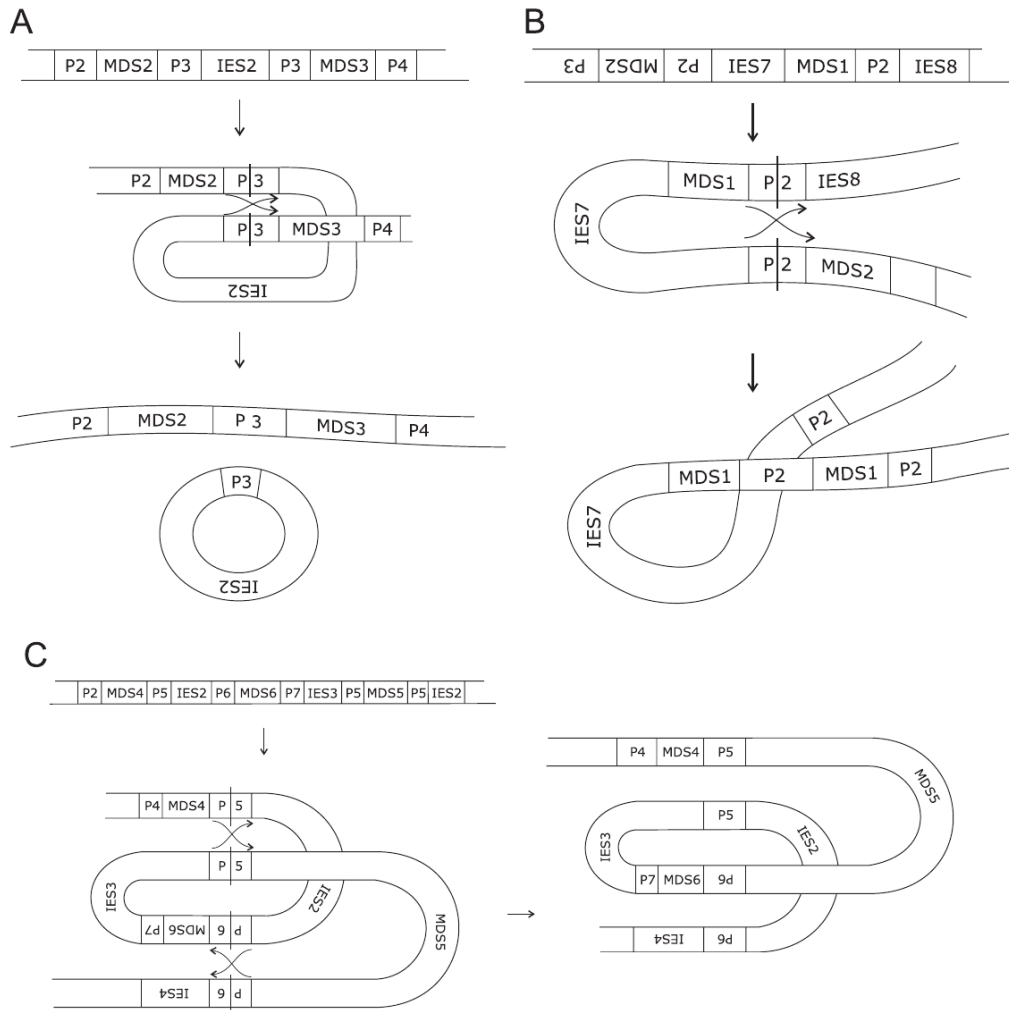 A
P2 MDS2 P3 IES2 P3 MDS3 P4
P2 MDS2 P 3
P 3 MDS3 P4
IES2
P2 MDS2 P 3 MDS3 P4
P3
IES2
B
P3 MDS2 P2 IES7 MDS1 P2 IES8
MDS1 P 2 IES8
IES7
P 2 MDS2
P2
MDS1 P2 MDS1 P2
IES7
C
P2 MDS4 P5 IES2 P6 MDS6 P7 IES3 P5 MDS5 P5 IES2
P4 MDS4 P 5
P 5
IES3
IES2
P7 MDS6 P 6
MDS5
IES4 P 6
P4 MDS4 P5
MDS5
P5
IES3
IES2
P7 MDS6 P6
IES4 P6